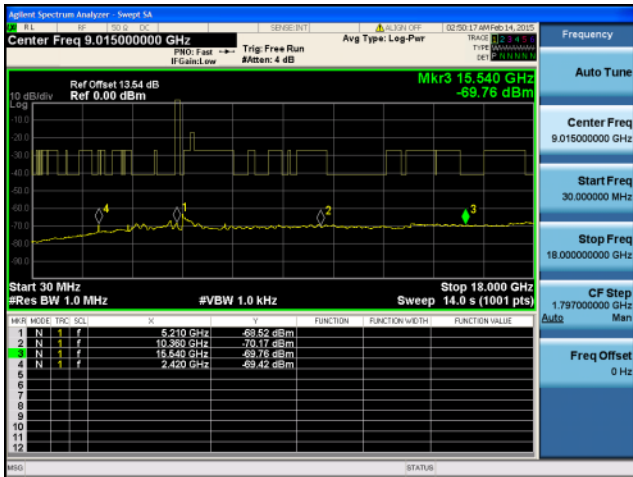 Agilent Spectrum Analyzer - Swept SA
RL RF 50 Ω DC SENSE:INT ALIGN OFF 02:50:17 AM Feb 14, 2015
Center Freq 9.015000000 GHz
PNO: Fast
IFGain:Low
Trig: Free Run
#Atten: 4 dB
Avg Type: Log-Pwr
TRACE 1 2 3 4 5 6
TYPE
DET P N N N N N
Ref Offset 13.54 dB
Ref 0.00 dBm
Mkr3 15.540 GHz
-69.76 dBm
10 dB/div
Log
-10.0
-20.0
-30.0
-40.0
-50.0
-60.0
-70.0
-80.0
-90.0
4
1
2
3
Start 30 MHz
#Res BW 1.0 MHz
#VBW 1.0 kHz
Stop 18.000 GHz
Sweep 14.0 s (1001 pts)
MKR MODE TRC SCL X Y FUNCTION FUNCTION WIDTH FUNCTION VALUE
1 N 1 f 5.210 GHz -68.52 dBm
2 N 1 f 10.360 GHz -70.17 dBm
3 N 1 f 15.540 GHz -69.76 dBm
4 N 1 f 2.420 GHz -69.42 dBm
5
6
7
8
9
10
11
12
MSG STATUS
Frequency
Auto Tune
Center Freq
9.015000000 GHz
Start Freq
30.000000 MHz
Stop Freq
18.000000000 GHz
CF Step
1.797000000 GHz
Auto Man
Freq Offset
0 Hz